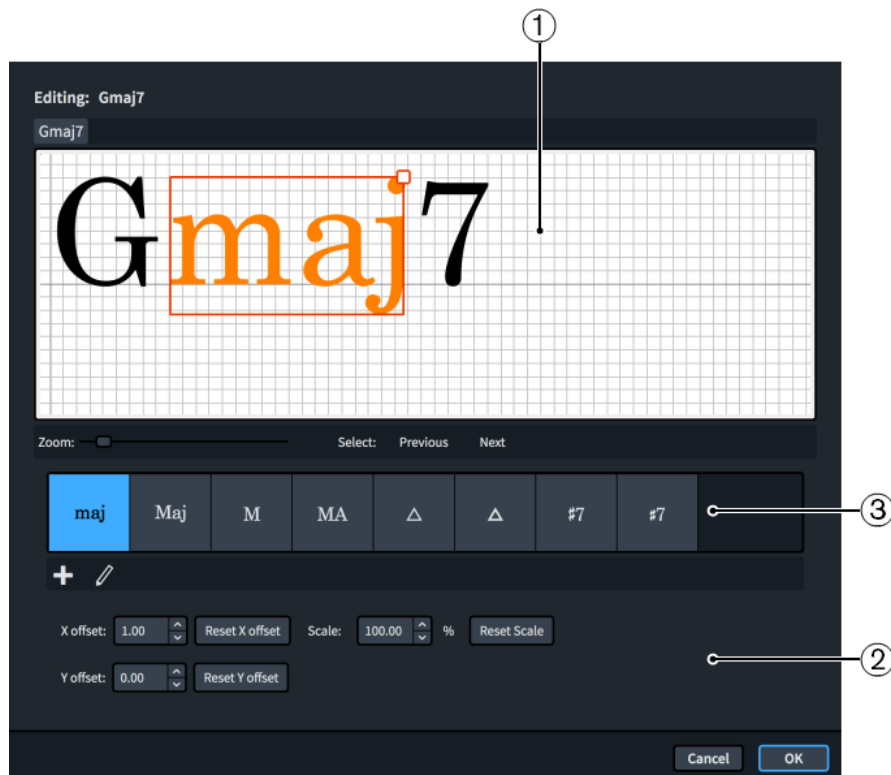 ①
Editing: Gmaj7
Gmaj7
Gmaj7
Zoom: Select: Previous Next
maj Maj M MA △ △ ♯7 ♯7
③
X offset: 1.00 Reset X offset Scale: 100.00 % Reset Scale
②
Y offset: 0.00 Reset Y offset
Cancel OK